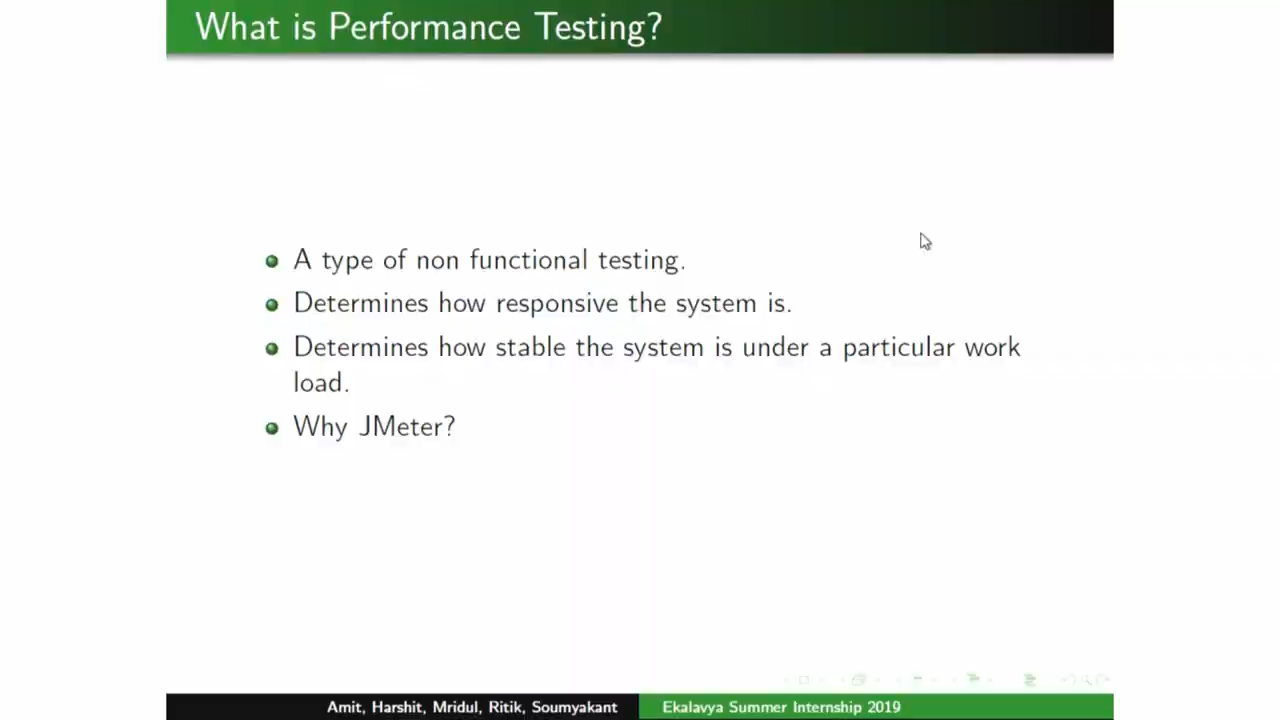 What is Performance Testing?
A type of non functional testing.
Determines how responsive the system is.
Determines how stable the system is under a particular work
load.
Why JMeter?
Amit, Harshit, Mridul, Ritik, Soumyakant
Ekalavya Summer Internship 2019